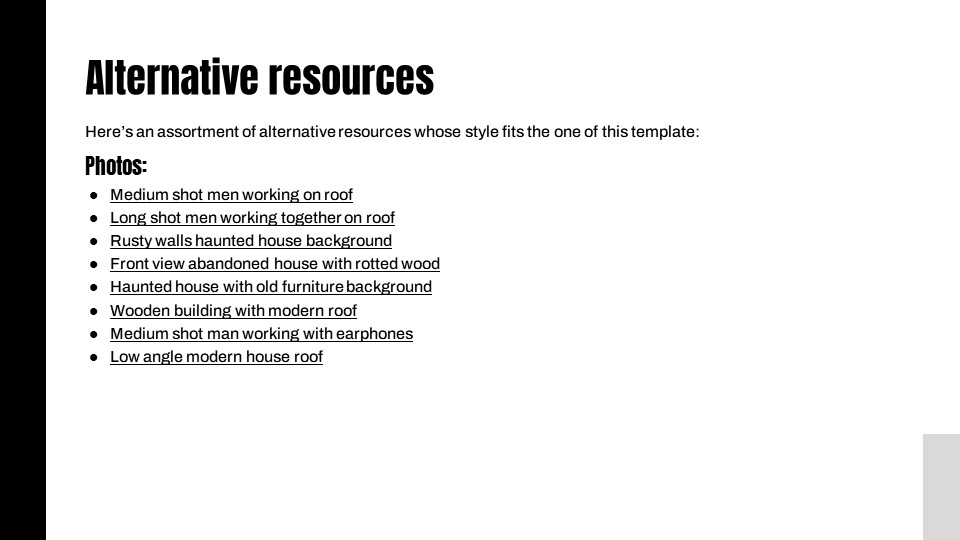 Alternative resources
Here’s an assortment of alternative resources whose style fits the one of this template:
Photos:
● Medium shot men working on roof
● Long shot men working together on roof
● Rusty walls haunted house background
● Front view abandoned house with rotted wood
● Haunted house with old furniture background
● Wooden building with modern roof
● Medium shot man working with earphones
● Low angle modern house roof